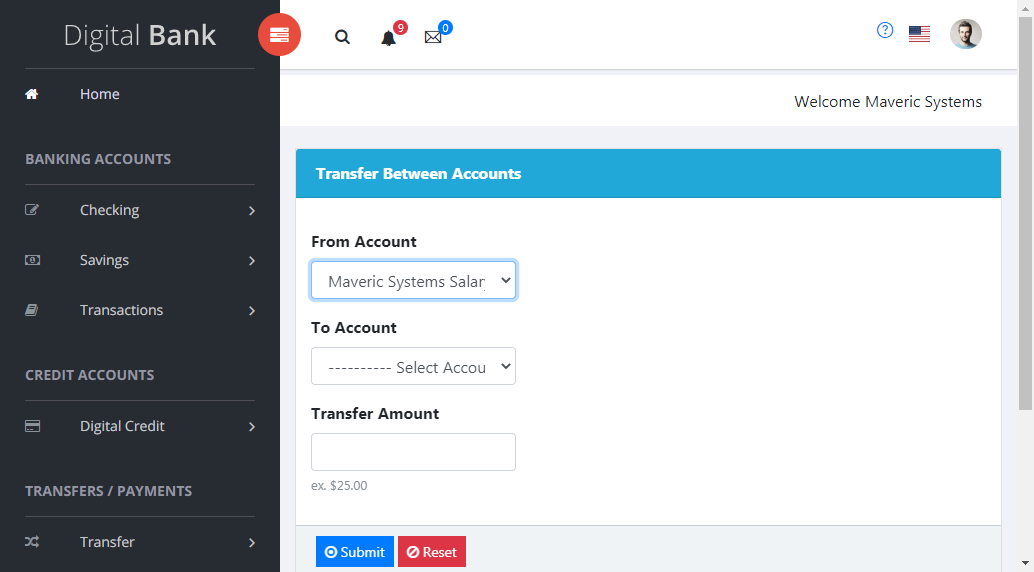 Digital Bank
9
0
Home
Welcome Maveric Systems
BANKING ACCOUNTS
Checking
Savings
Transactions
CREDIT ACCOUNTS
Digital Credit
TRANSFERS / PAYMENTS
Transfer
Transfer Between Accounts
From Account
Maveric Systems Salar
To Account
---------- Select Accou
Transfer Amount
ex. $25.00
Submit Reset